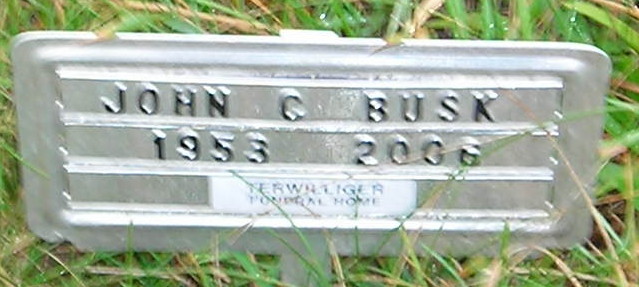 JOHN C BUSK
1953 2006
TERWILLIGER
FUNERAL HOME